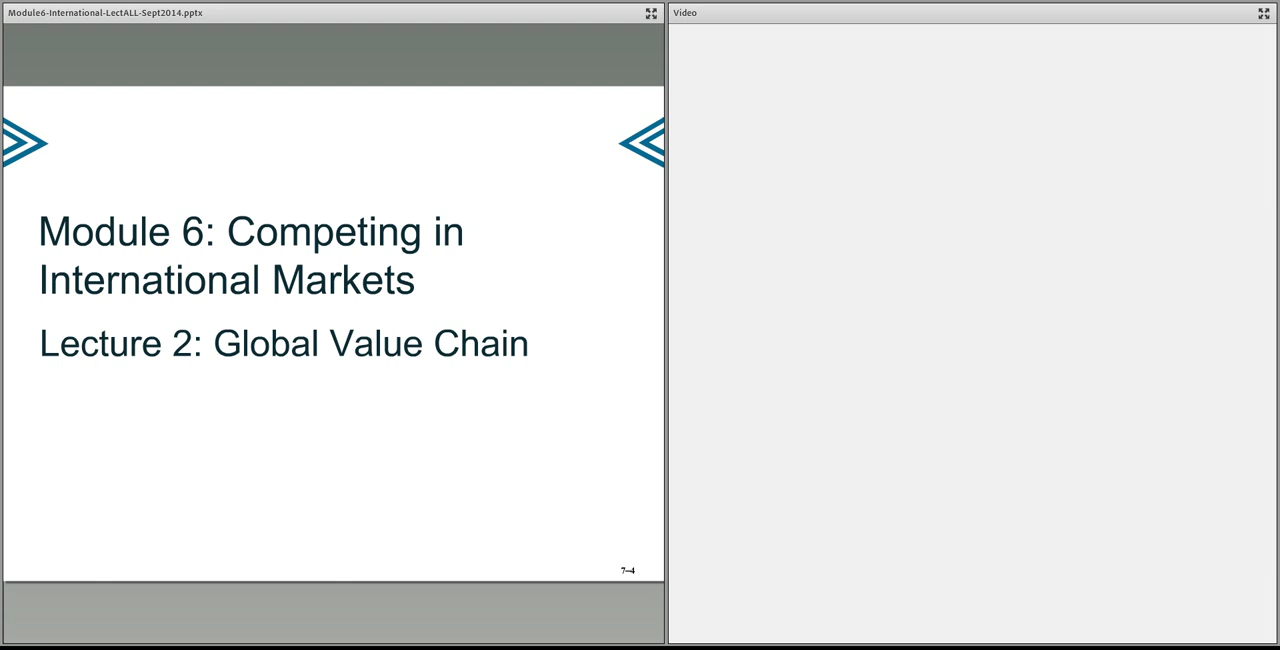 Module6-International-LectALL-Sept2014.pptx
Video
Module 6: Competing in
International Markets
Lecture 2: Global Value Chain
7–4